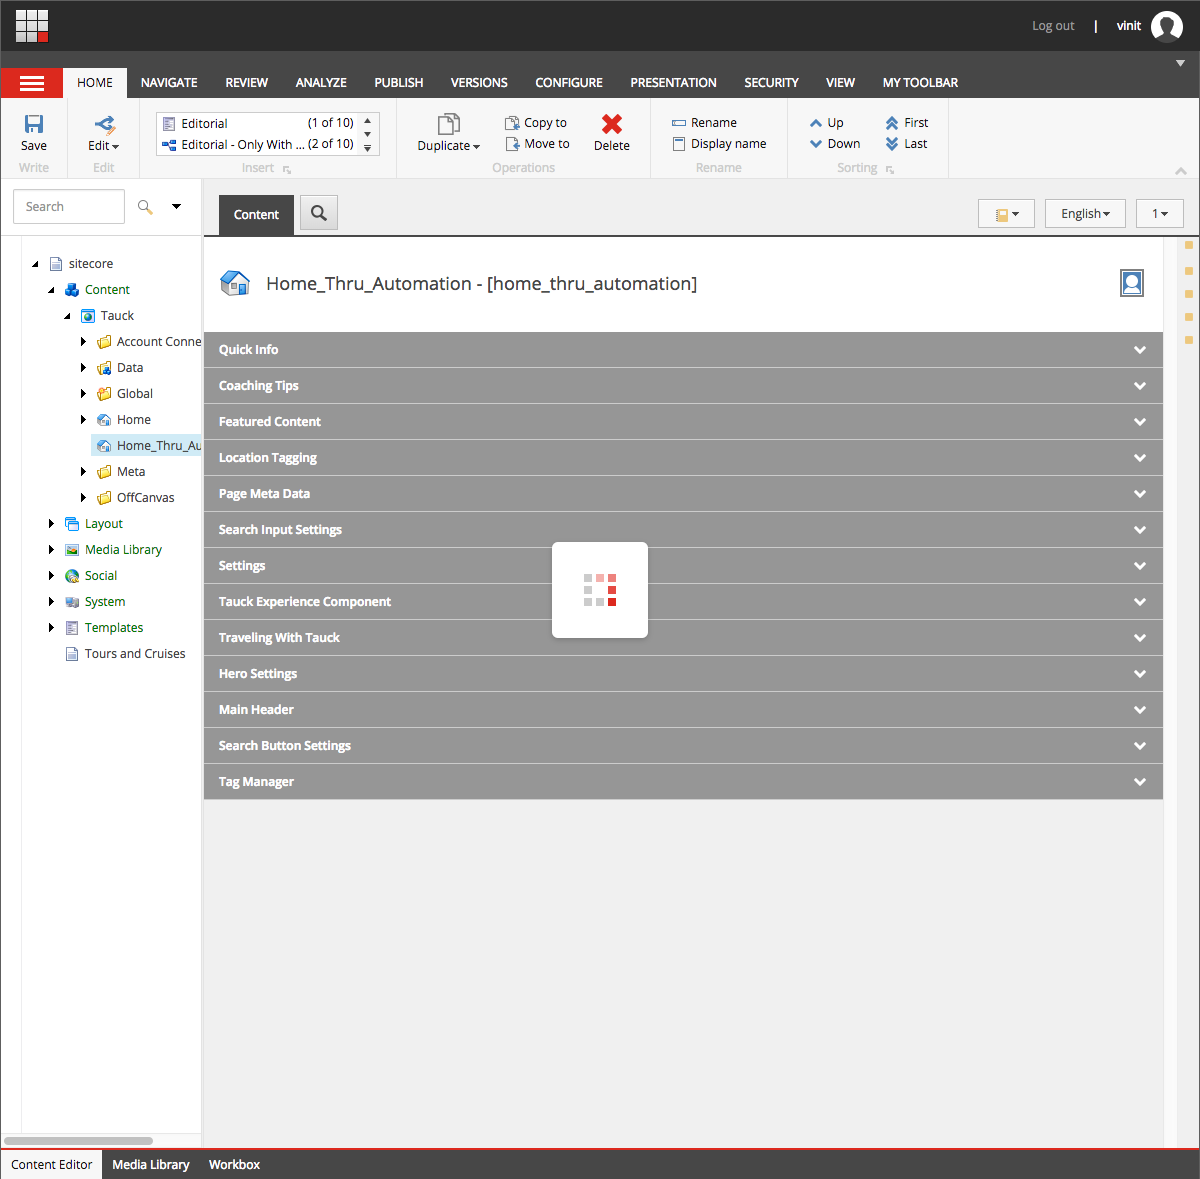 Log out | vinit
HOME NAVIGATE REVIEW ANALYZE PUBLISH VERSIONS CONFIGURE PRESENTATION SECURITY VIEW MY TOOLBAR
Save
Write
Edit
Edit
Editorial (1 of 10)
Editorial - Only With ... (2 of 10)
Insert
Duplicate
Copy to
Move to
Delete
Operations
Rename
Display name
Rename
Up
Down
First
Last
Sorting
Search
Content
English
1
sitecore
Content
Tauck
Account Conne
Data
Global
Home
Home_Thru_Au
Meta
OffCanvas
Layout
Media Library
Social
System
Templates
Tours and Cruises
Home_Thru_Automation - [home_thru_automation]
Quick Info
Coaching Tips
Featured Content
Location Tagging
Page Meta Data
Search Input Settings
Settings
Tauck Experience Component
Traveling With Tauck
Hero Settings
Main Header
Search Button Settings
Tag Manager
Content Editor Media Library Workbox